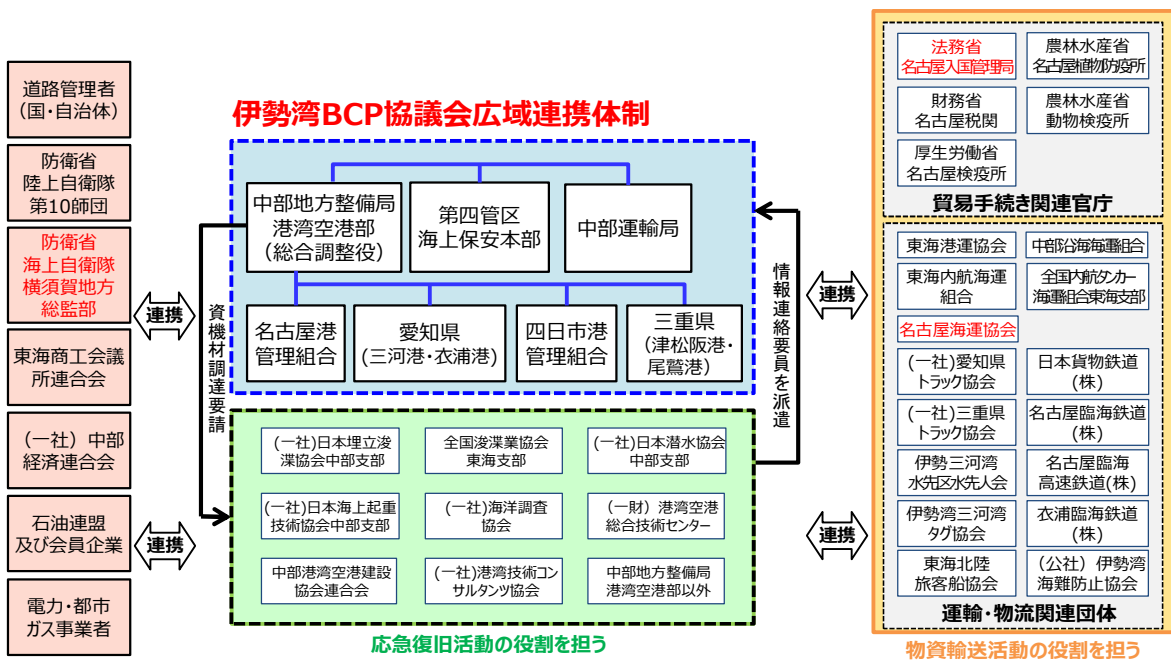 道路管理者
(国・自治体)
防衛省
陸上自衛隊
第10師団
防衛省
海上自衛隊
横須賀地方
総監部
東海商工会議
所連合会
(一社)中部
経済連合会
石油連盟
及び会員企業
電力・都市
ガス事業者
連携
連携
伊勢湾BCP協議会広域連携体制
中部地方整備局
港湾空港部
(総合調整役)
第四管区
海上保安本部
中部運輸局
名古屋港
管理組合
愛知県
(三河港・衣浦港)
四日市港
管理組合
三重県
(津松阪港・
尾鷲港)
資機材調達要請
情報連絡要員を派遣
(一社)日本埋立浚
渫協会中部支部
全国浚渫業協会
東海支部
(一社)日本潜水協会
中部支部
(一社)日本海上起重
技術協会中部支部
(一社)海洋調査
協会
(一財)港湾空港
総合技術センター
中部港湾空港建設
協会連合会
(一社)港湾技術コン
サルタンツ協会
中部地方整備局
港湾空港部以外
応急復旧活動の役割を担う
連携
連携
法務省
名古屋入国管理局
農林水産省
名古屋植物防疫所
財務省
名古屋税関
農林水産省
動物検疫所
厚生労働省
名古屋検疫所
貿易手続き関連官庁
東海港運協会
中部沿海海運組合
東海内航海運
組合
全国内航タンカー
海運組合東海支部
名古屋海運協会
(一社)愛知県
トラック協会
日本貨物鉄道
(株)
(一社)三重県
トラック協会
名古屋臨海鉄道
(株)
伊勢三河湾
水先区水先人会
名古屋臨海
高速鉄道(株)
伊勢湾三河湾
タグ協会
衣浦臨海鉄道
(株)
東海北陸
旅客船協会
(公社)伊勢湾
海難防止協会
運輸・物流関連団体
物資輸送活動の役割を担う